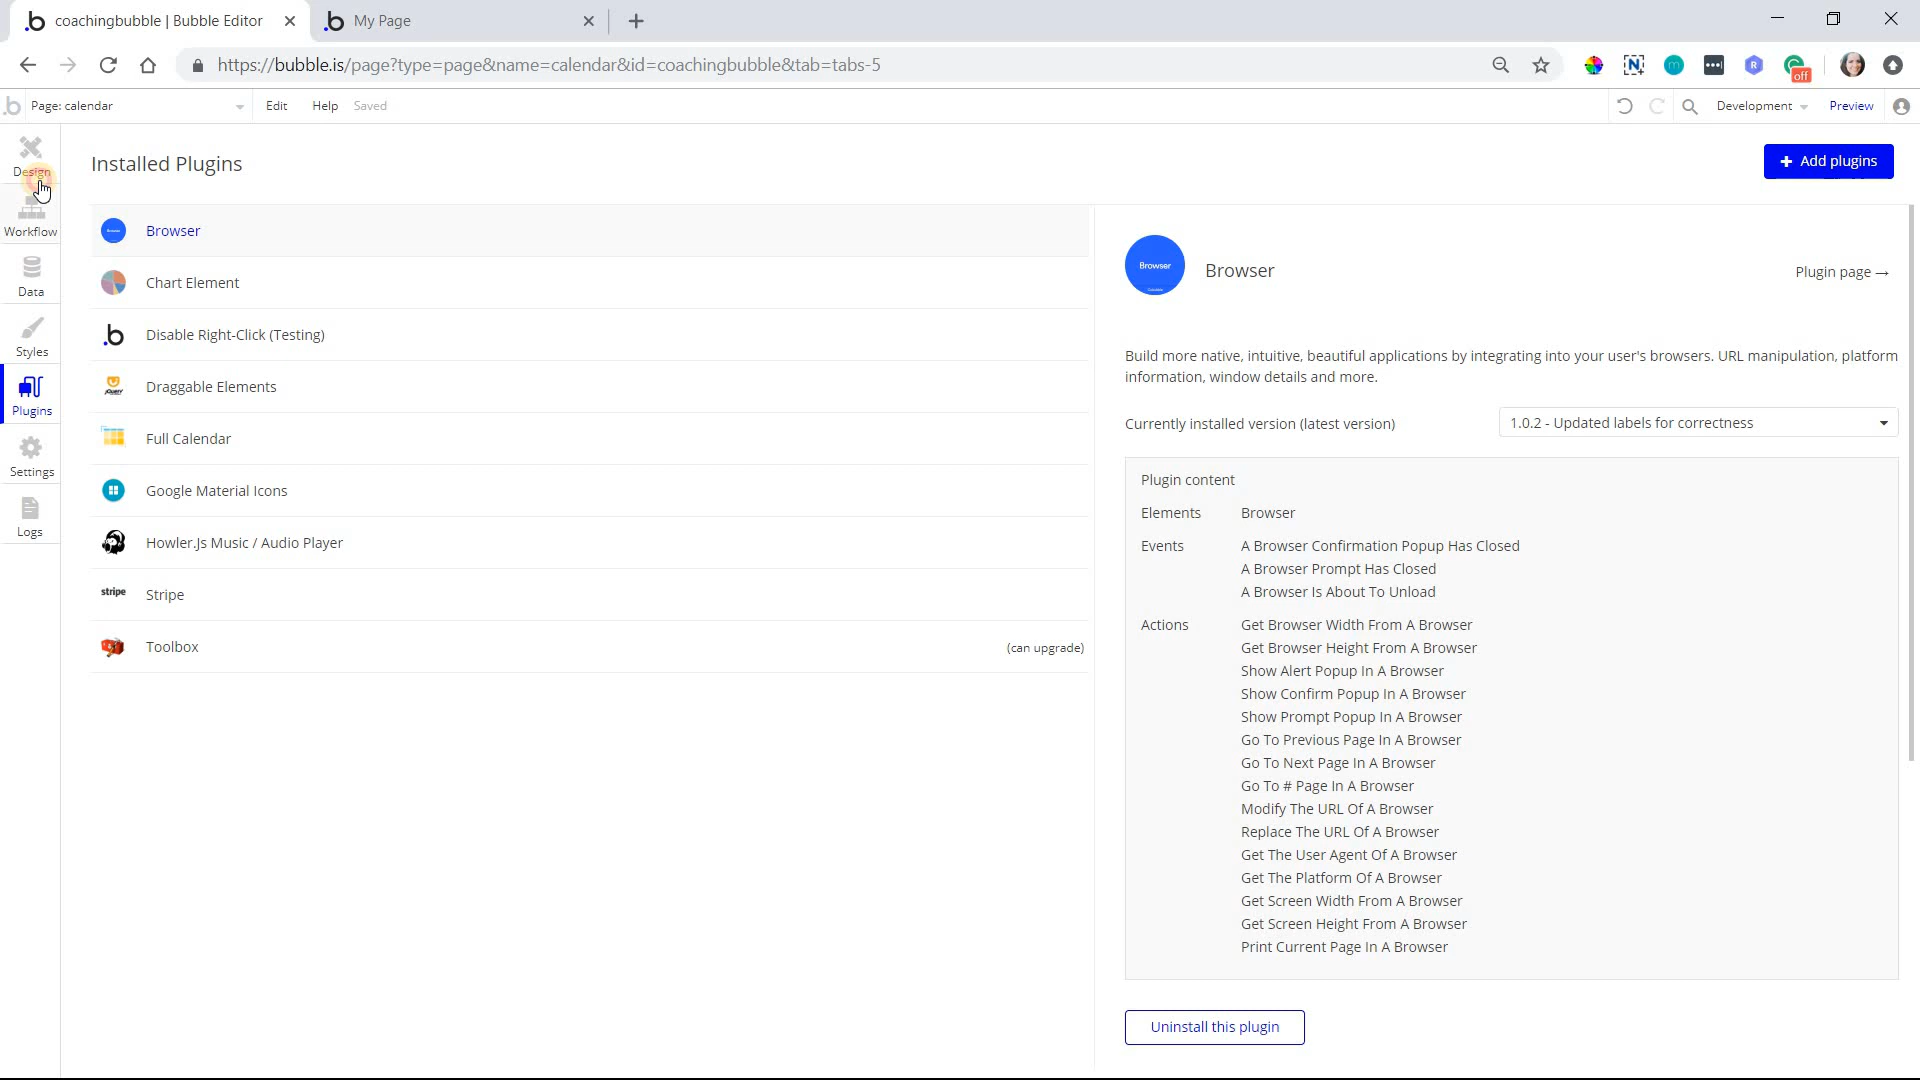 coachingbubble | Bubble Editor
My Page
https://bubble.is/page?type=page&name=calendar&id=coachingbubble&tab=tabs-5
off
Page: calendar
Edit
Help
Saved
Development
Preview
Design
Workflow
Data
Styles
Plugins
Settings
Logs
Installed Plugins
+ Add plugins
Browser
Chart Element
Disable Right-Click (Testing)
Draggable Elements
Full Calendar
Google Material Icons
Howler.Js Music / Audio Player
stripe Stripe
Toolbox
(can upgrade)
Browser
Browser
Plugin page →
Build more native, intuitive, beautiful applications by integrating into your user's browsers. URL manipulation, platform
information, window details and more.
Currently installed version (latest version)
1.0.2 - Updated labels for correctness
Plugin content
Elements Browser
Events A Browser Confirmation Popup Has Closed
A Browser Prompt Has Closed
A Browser Is About To Unload
Actions Get Browser Width From A Browser
Get Browser Height From A Browser
Show Alert Popup In A Browser
Show Confirm Popup In A Browser
Show Prompt Popup In A Browser
Go To Previous Page In A Browser
Go To Next Page In A Browser
Go To # Page In A Browser
Modify The URL Of A Browser
Replace The URL Of A Browser
Get The User Agent Of A Browser
Get The Platform Of A Browser
Get Screen Width From A Browser
Get Screen Height From A Browser
Print Current Page In A Browser
Uninstall this plugin